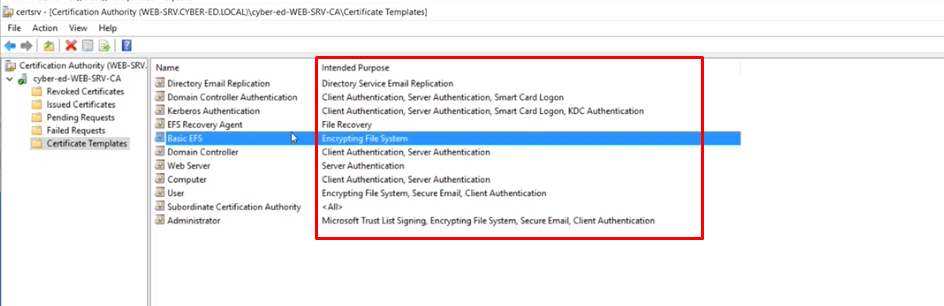 certsrv - [Certification Authority (WEB-SRV.CYBER-ED.LOCAL)\cyber-ed-WEB-SRV-CA\Certificate Templates]
File Action View Help
Certification Authority (WEB-SRV.
cyber-ed-WEB-SRV-CA
Revoked Certificates
Issued Certificates
Pending Requests
Failed Requests
Certificate Templates
Name Intended Purpose
Directory Email Replication Directory Service Email Replication
Domain Controller Authentication Client Authentication, Server Authentication, Smart Card Logon
Kerberos Authentication Client Authentication, Server Authentication, Smart Card Logon, KDC Authentication
EFS Recovery Agent File Recovery
Basic EFS Encrypting File System
Domain Controller Client Authentication, Server Authentication
Web Server Server Authentication
Computer Client Authentication, Server Authentication
User Encrypting File System, Secure Email, Client Authentication
Subordinate Certification Authority <All>
Administrator Microsoft Trust List Signing, Encrypting File System, Secure Email, Client Authentication